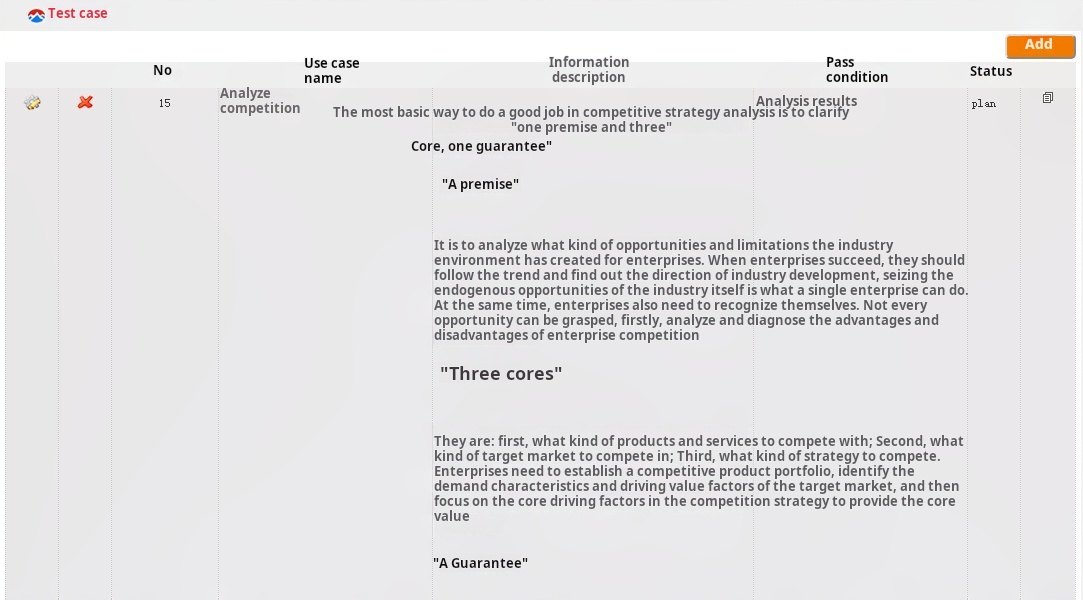 Test case
Add
No
Use case
name
Information
description
Pass
condition
Status
15
Analyze
competition
The most basic way to do a good job in competitive strategy analysis is to clarify
"one premise and three"
Analysis results
plan
Core, one guarantee"
"A premise"
It is to analyze what kind of opportunities and limitations the industry
environment has created for enterprises. When enterprises succeed, they should
follow the trend and find out the direction of industry development, seizing the
endogenous opportunities of the industry itself is what a single enterprise can do.
At the same time, enterprises also need to recognize themselves. Not every
opportunity can be grasped, firstly, analyze and diagnose the advantages and
disadvantages of enterprise competition
"Three cores"
They are: first, what kind of products and services to compete with; Second, what
kind of target market to compete in; Third, what kind of strategy to compete.
Enterprises need to establish a competitive product portfolio, identify the
demand characteristics and driving value factors of the target market, and then
focus on the core driving factors in the competition strategy to provide the core
value
"A Guarantee"